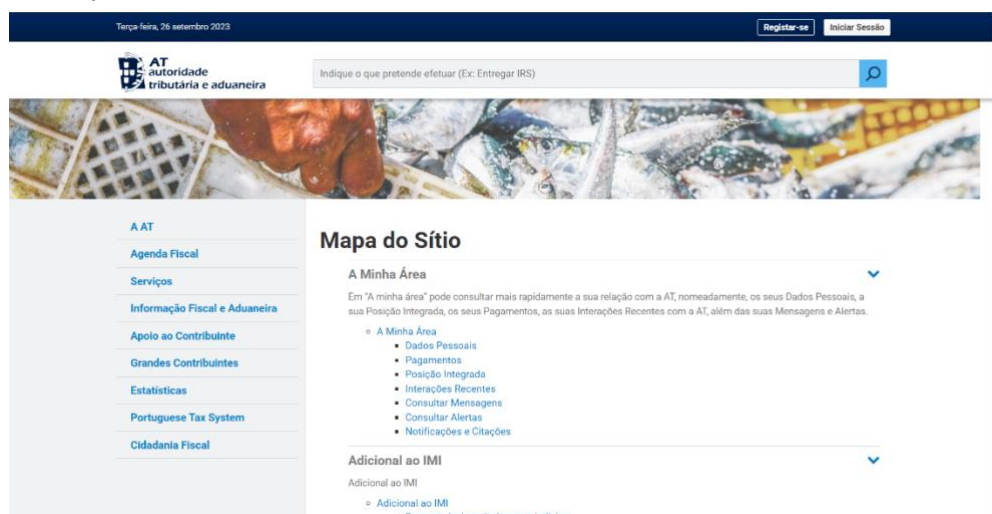 Terça-feira, 26 setembro 2023
Registar-se
Iniciar Sessão
AT
autoridade
tributária e aduaneira
Indique o que pretende efetuar (Ex: Entregar IRS)
A AT
Agenda Fiscal
Serviços
Informação Fiscal e Aduaneira
Apoio ao Contribuinte
Grandes Contribuintes
Estatísticas
Portuguese Tax System
Cidadania Fiscal
Mapa do Sítio
A Minha Área
Em "A minha área" pode consultar mais rapidamente a sua relação com a AT, nomeadamente, os seus Dados Pessoais, a
sua Posição Integrada, os seus Pagamentos, as suas Interações Recentes com a AT, além das suas Mensagens e Alertas.
A Minha Área
Dados Pessoais
Pagamentos
Posição Integrada
Interações Recentes
Consultar Mensagens
Consultar Alertas
Notificações e Citações
Adicional ao IMI
Adicional ao IMI
Adicional ao IMI